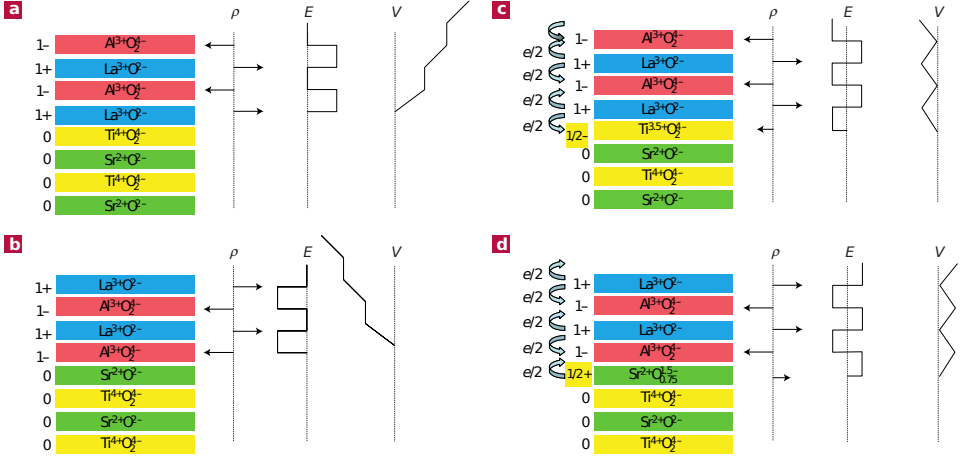 a ρ E V
1– Al³⁺O₂⁴⁻
1+ La³⁺O²⁻
1– Al³⁺O₂⁴⁻
1+ La³⁺O²⁻
0 Ti⁴⁺O₂⁴⁻
0 Sr²⁺O²⁻
0 Ti⁴⁺O₂⁴⁻
0 Sr²⁺O²⁻
b ρ E V
1+ La³⁺O²⁻
1– Al³⁺O₂⁴⁻
1+ La³⁺O²⁻
1– Al³⁺O₂⁴⁻
0 Sr²⁺O²⁻
0 Ti⁴⁺O₂⁴⁻
0 Sr²⁺O²⁻
0 Ti⁴⁺O₂⁴⁻
c ρ E V
1– Al³⁺O₂⁴⁻
e/2
1+ La³⁺O²⁻
e/2
1– Al³⁺O₂⁴⁻
e/2
1+ La³⁺O²⁻
e/2
1/2– Ti³·⁵⁺O₂⁴⁻
0 Sr²⁺O²⁻
0 Ti⁴⁺O₂⁴⁻
0 Sr²⁺O²⁻
d ρ E V
e/2
1+ La³⁺O²⁻
e/2
1– Al³⁺O₂⁴⁻
e/2
1+ La³⁺O²⁻
e/2
1– Al³⁺O₂⁴⁻
e/2
1/2+ Sr²⁺O₀.₇₅¹·⁵⁻
0 Ti⁴⁺O₂⁴⁻
0 Sr²⁺O²⁻
0 Ti⁴⁺O₂⁴⁻